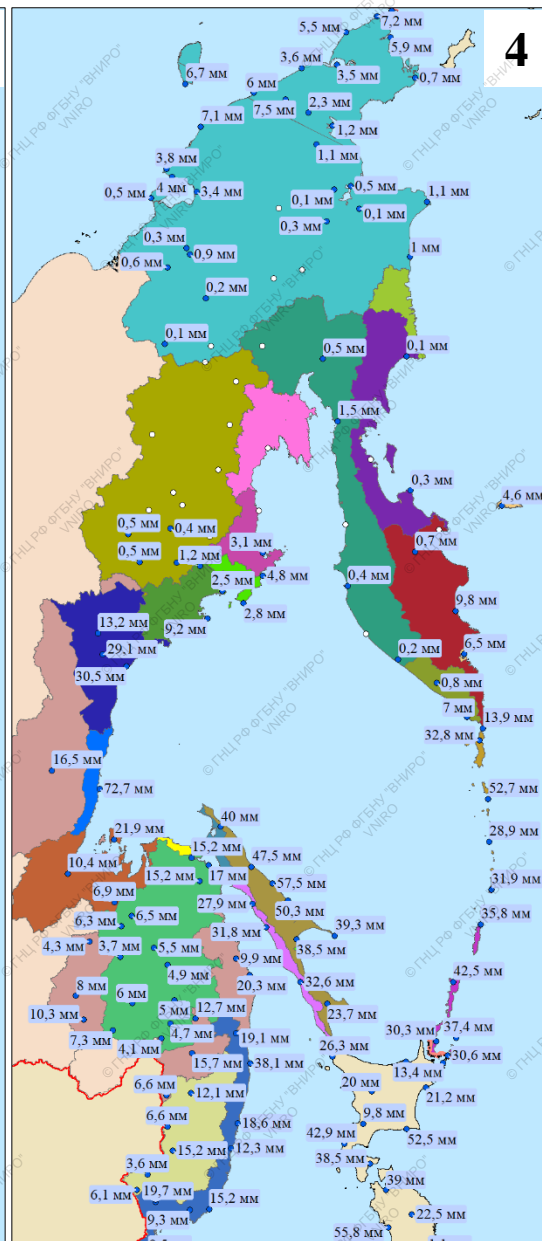 4
5,5 мм
7,2 мм
5,9 мм
3,6 мм
3,5 мм
0,7 мм
6,7 мм
6 мм
7,5 мм
2,3 мм
7,1 мм
1,2 мм
1,1 мм
3,8 мм
4 мм
3,4 мм
0,5 мм
0,1 мм
0,5 мм
0,1 мм
1,1 мм
0,3 мм
0,3 мм
0,9 мм
0,6 мм
1 мм
0,2 мм
0,1 мм
0,5 мм
0,1 мм
1,5 мм
0,3 мм
4,6 мм
0,5 мм
0,4 мм
0,5 мм
1,2 мм
3,1 мм
0,7 мм
2,5 мм
4,8 мм
0,4 мм
2,8 мм
9,8 мм
13,2 мм
9,2 мм
29,1 мм
30,5 мм
0,2 мм
6,5 мм
0,8 мм
7 мм
13,9 мм
32,8 мм
16,5 мм
72,7 мм
52,7 мм
40 мм
21,9 мм
28,9 мм
15,2 мм
10,4 мм
15,2 мм
17 мм
47,5 мм
57,5 мм
31,9 мм
6,9 мм
27,9 мм
50,3 мм
6,3 мм
6,5 мм
31,8 мм
39,3 мм
35,8 мм
4,3 мм
3,7 мм
5,5 мм
38,5 мм
9,9 мм
4,9 мм
20,3 мм
32,6 мм
42,5 мм
8 мм
6 мм
10,3 мм
5 мм
12,7 мм
23,7 мм
7,3 мм
4,7 мм
4,1 мм
19,1 мм
30,3 мм
37,4 мм
15,7 мм
38,1 мм
26,3 мм
30,6 мм
13,4 мм
6,6 мм
12,1 мм
20 мм
21,2 мм
6,6 мм
18,6 мм
9,8 мм
42,9 мм
52,5 мм
15,2 мм
12,3 мм
38,5 мм
3,6 мм
6,1 мм
19,7 мм
39 мм
9,3 мм
15,2 мм
22,5 мм
55,8 мм
© ГНЦ РФ ФГБНУ "ВНИРО"
VNIRO